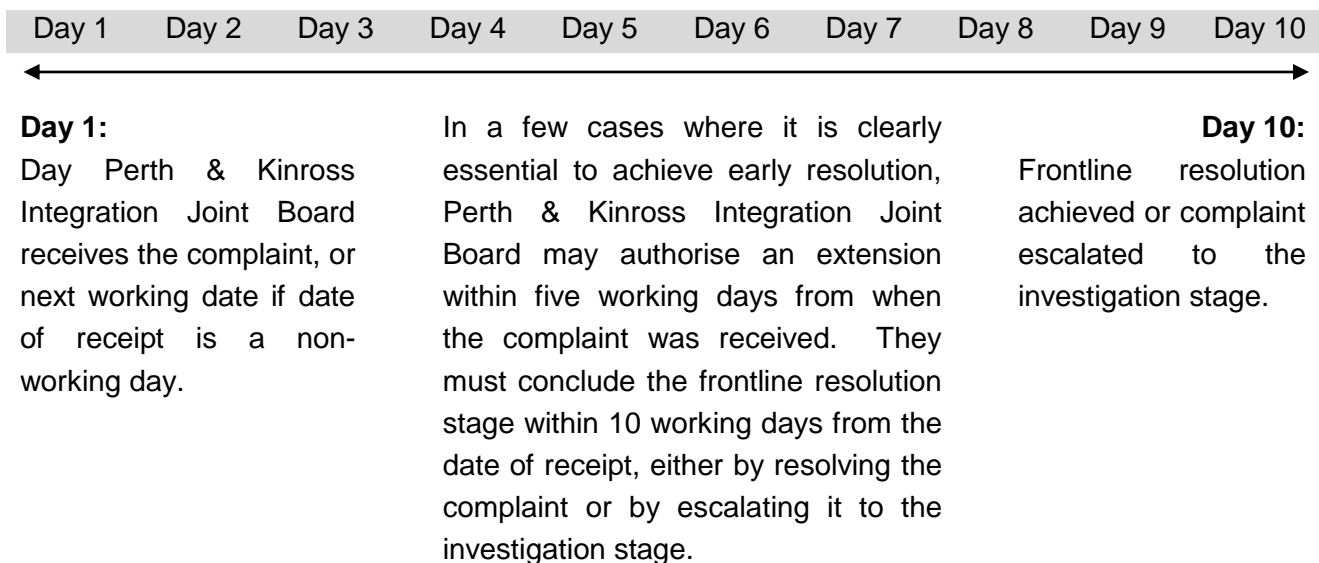 Day 1 Day 2 Day 3 Day 4 Day 5 Day 6 Day 7 Day 8 Day 9 Day 10
Day 1:
Day Perth & Kinross
Integration Joint Board
receives the complaint, or
next working date if date
of receipt is a non-
working day.
In a few cases where it is clearly
essential to achieve early resolution,
Perth & Kinross Integration Joint
Board may authorise an extension
within five working days from when
the complaint was received. They
must conclude the frontline resolution
stage within 10 working days from the
date of receipt, either by resolving the
complaint or by escalating it to the
investigation stage.
Day 10:
Frontline resolution
achieved or complaint
escalated to the
investigation stage.